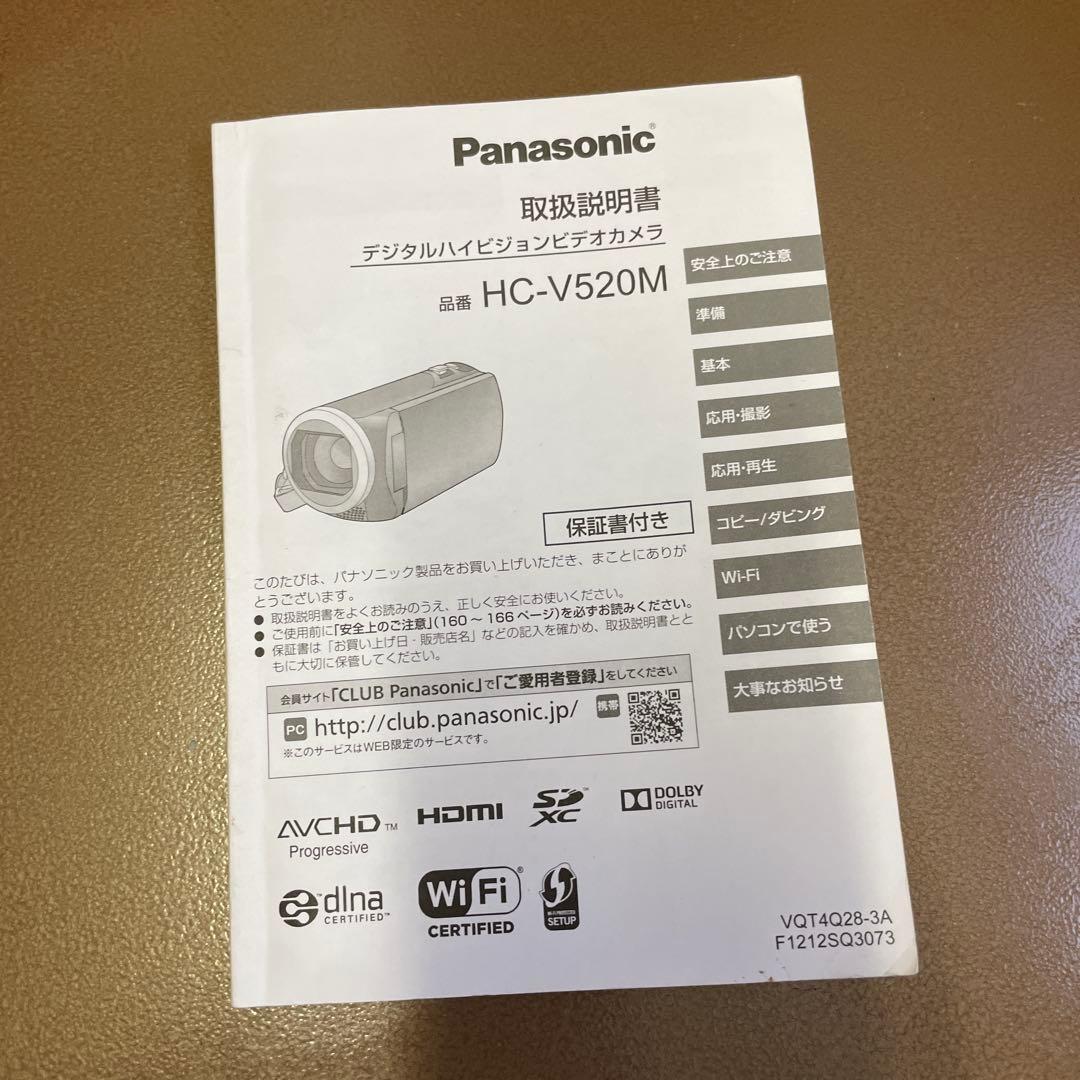 Panasonic®
取扱説明書
デジタルハイビジョンビデオカメラ
品番 HC-V520M
安全上のご注意
準備
基本
応用・撮影
応用・再生
コピー/ダビング
Wi-Fi
パソコンで使う
大事なお知らせ
保証書付き
このたびは、パナソニック製品をお買い上げいただき、まことにありが
とうございます。
● 取扱説明書をよくお読みのうえ、正しく安全にお使いください。
● ご使用前に「安全上のご注意」(160 ~ 166 ページ)を必ずお読みください。
● 保証書は「お買い上げ日・販売店名」などの記入を確かめ、取扱説明書とと
もに大切に保管してください。
会員サイト「CLUB Panasonic」で「ご愛用者登録」をしてください
PC http://club.panasonic.jp/ 携帯
※このサービスはWEB限定のサービスです。
AVCHD™
Progressive
HDMI
SD XC™
DOLBY
DIGITAL
dlna™
CERTIFIED™
Wi Fi®
CERTIFIED
WI-FI PROTECTED
SETUP
VQT4Q28-3A
F1212SQ3073